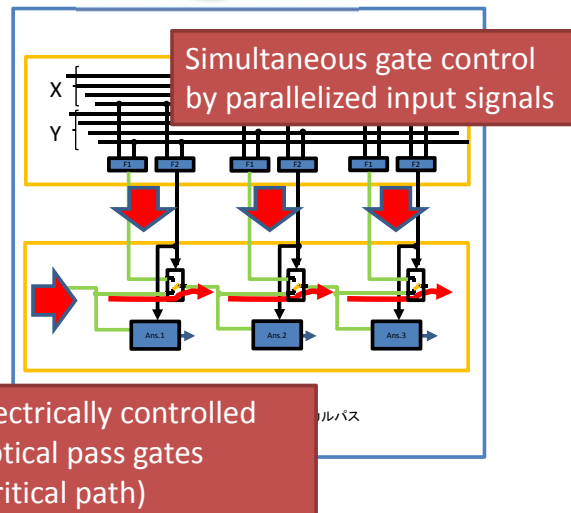 Simultaneous gate control
by parallelized input signals
X
Y
F1 F2 F1 F2 F1 F2
Ans.1 Ans.2 Ans.3
ルパス
ectrically controlled
ptical pass gates
ritical path)